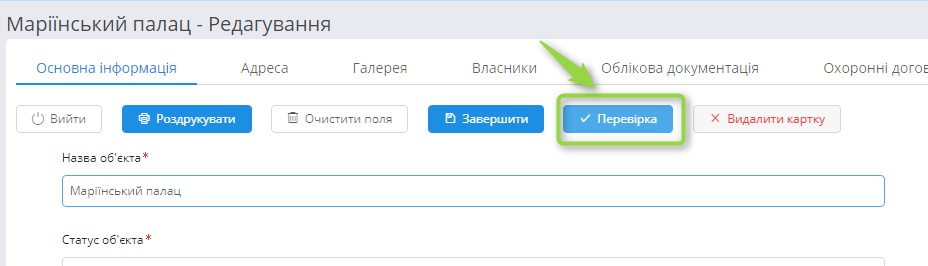 Маріїнський палац - Редагування
Основна інформація Адреса Галерея Власники Облікова документація Охоронні догов
Вийти Роздрукувати Очистити поля Завершити Перевірка Видалити картку
Назва об'єкта*
Маріїнський палац
Статус об'єкта*